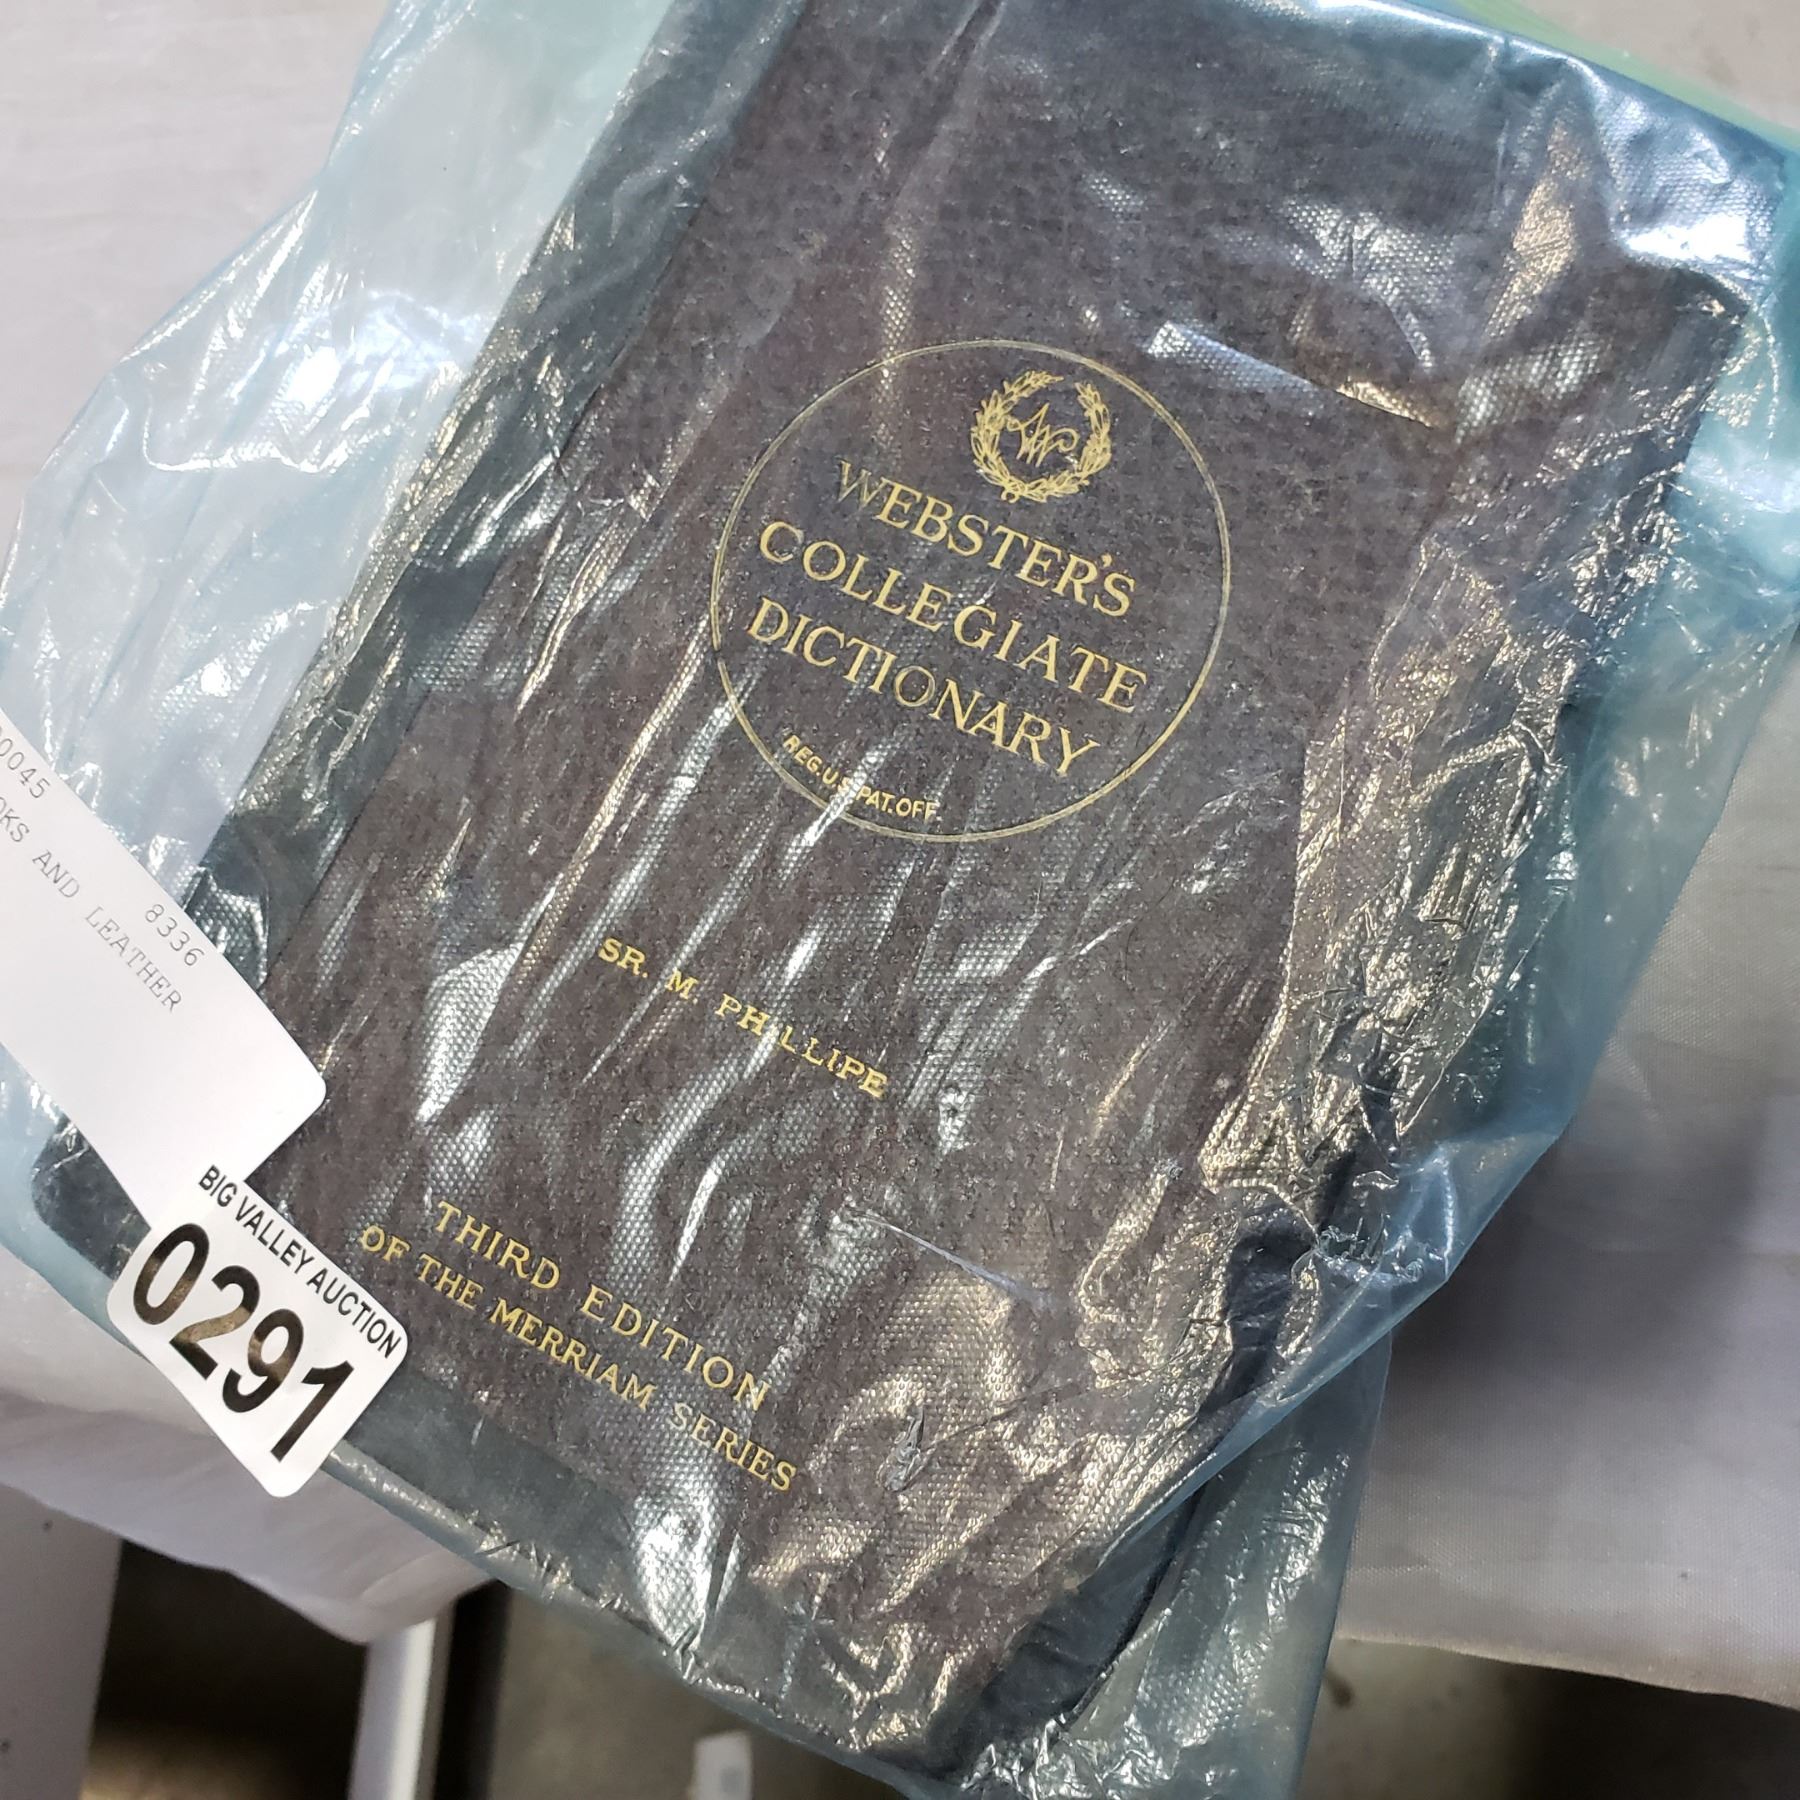 WEBSTER'S
COLLEGIATE
DICTIONARY
REG.U.S.PAT.OFF.
SR. M. PHILLIPE
THIRD EDITION
OF THE MERRIAM SERIES
0045
8336
AND LEATHER
BIG VALLEY AUCTION
0291